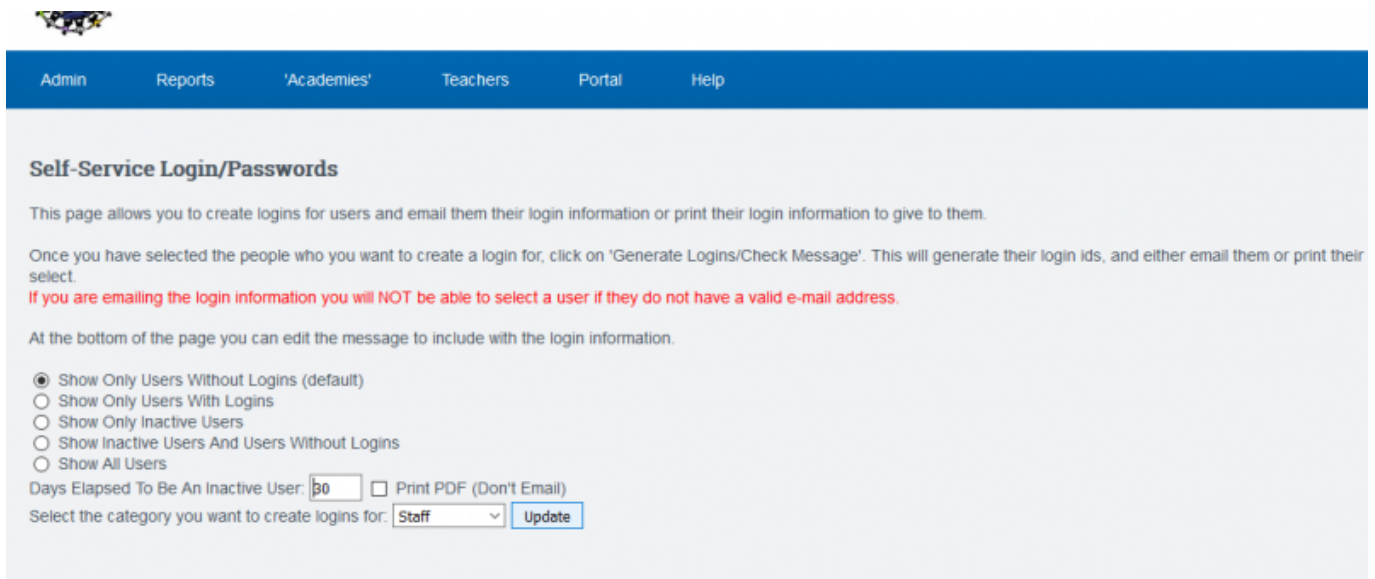 Admin Reports 'Academies' Teachers Portal Help
Self-Service Login/Passwords
This page allows you to create logins for users and email them their login information or print their login information to give to them.
Once you have selected the people who you want to create a login for, click on 'Generate Logins/Check Message'. This will generate their login ids, and either email them or print their
select.
If you are emailing the login information you will NOT be able to select a user if they do not have a valid e-mail address.
At the bottom of the page you can edit the message to include with the login information.
Show Only Users Without Logins (default)
Show Only Users With Logins
Show Only Inactive Users
Show Inactive Users And Users Without Logins
Show All Users
Days Elapsed To Be An Inactive User: 30 Print PDF (Don't Email)
Select the category you want to create logins for: Staff Update